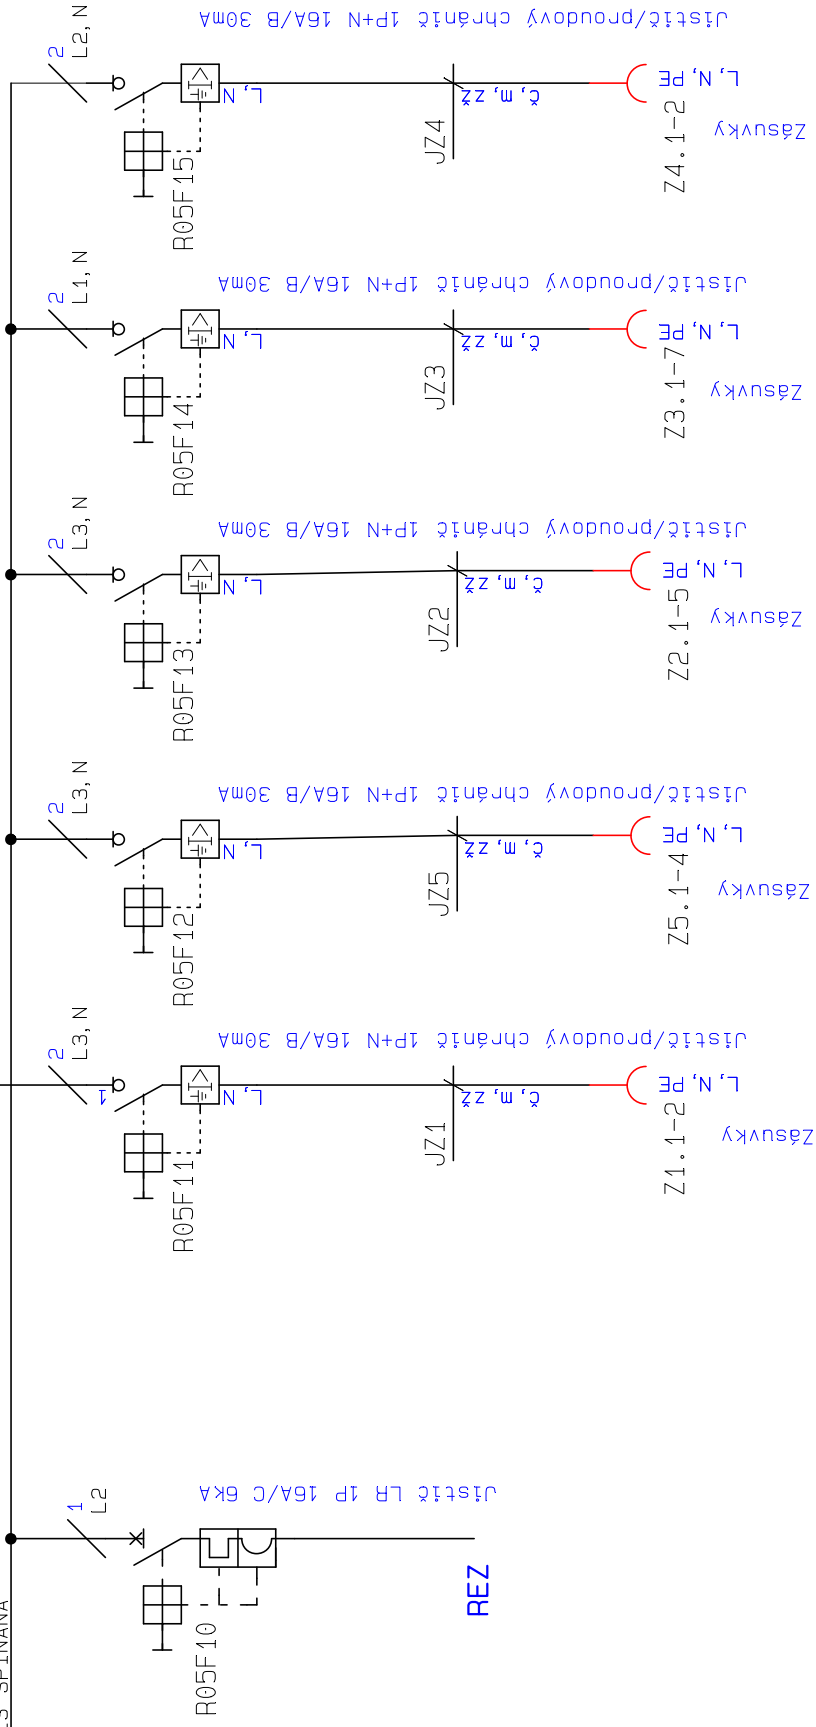 Jistič/proudový chránič 1P+N 16A/B 30mA
2
L2, N
L, N
R05F15
JZ4
č, m, zž
L, N, PE
Z4.1-2
Zásuvky
Jistič/proudový chránič 1P+N 16A/B 30mA
2
L1, N
L, N
R05F14
JZ3
č, m, zž
L, N, PE
Z3.1-7
Zásuvky
Jistič/proudový chránič 1P+N 16A/B 30mA
2
L3, N
L, N
R05F13
JZ2
č, m, zž
L, N, PE
Z2.1-5
Zásuvky
Jistič/proudový chránič 1P+N 16A/B 30mA
2
L3, N
L, N
R05F12
JZ5
č, m, zž
L, N, PE
Z5.1-4
Zásuvky
Jistič/proudový chránič 1P+N 16A/B 30mA
2
L3, N
1
L, N
R05F11
JZ1
č, m, zž
L, N, PE
Z1.1-2
Zásuvky
Jistič LR 1P 16A/C 6kA
1
L2
R05F10
REZ